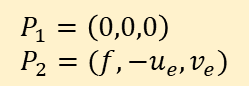 P₁ = (0,0,0)
P₂ = (f, −uₑ, vₑ)